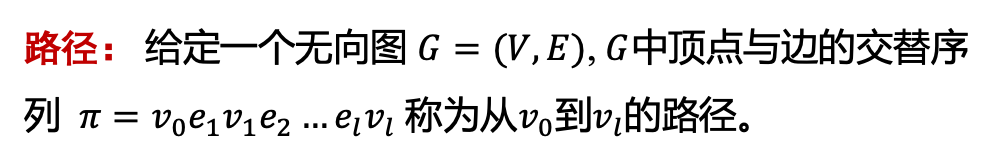 路径： 给定一个无向图 G = (V, E), G中顶点与边的交替序
列 π = v₀e₁v₁e₂ … eₗvₗ 称为从v₀到vₗ的路径。